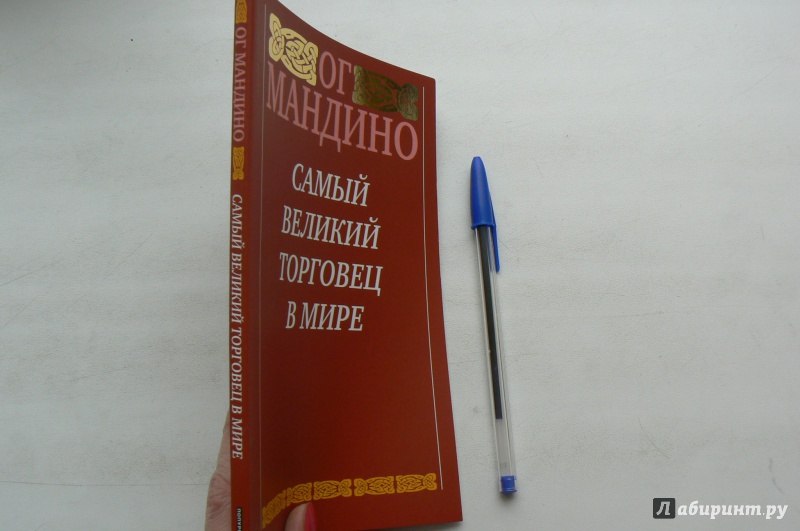 ОГ МАНДИНО
САМЫЙ ВЕЛИКИЙ ТОРГОВЕЦ В МИРЕ
ОГ
МАНДИНО
САМЫЙ
ВЕЛИКИЙ
ТОРГОВЕЦ
В МИРЕ
Лабиринт.ру